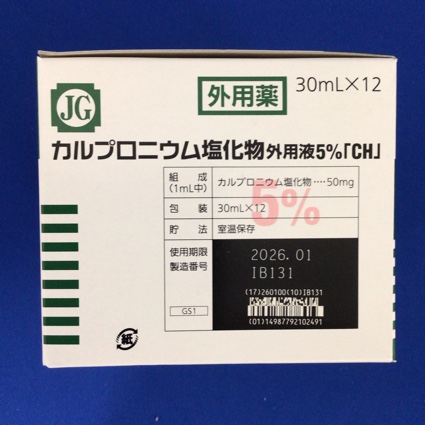 JG
外用薬
30mL×12
カルプロニウム塩化物外用液5%「CH」
組成(1mL中)
カルプロニウム塩化物‥‥50mg
5%
包装
30mL×12
貯法
室温保存
使用期限
製造番号
2026.01
IB131
GS1
(17)260100(10)IB131
(01)14987792102491
紙